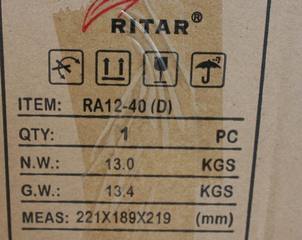 RITAR®
ITEM: RA12-40 (D)
QTY: 1 PC
N.W.: 13.0 KGS
G.W.: 13.4 KGS
MEAS: 221X189X219 (mm)